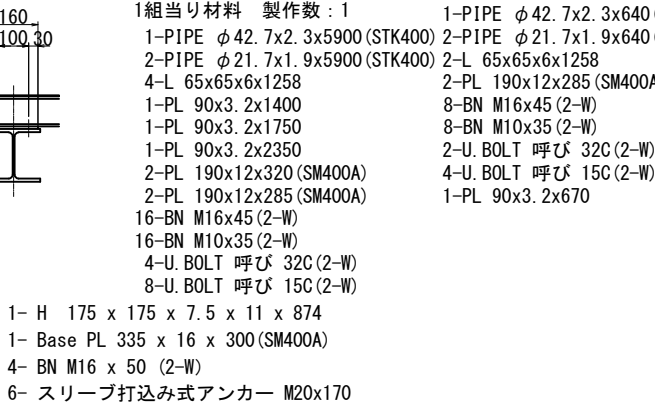 160
100 30
1組当り材料 製作数：1
1-PIPE φ42.7x2.3x5900(STK400)
2-PIPE φ21.7x1.9x5900(STK400)
4-L 65x65x6x1258
1-PL 90x3.2x1400
1-PL 90x3.2x1750
1-PL 90x3.2x2350
2-PL 190x12x320(SM400A)
2-PL 190x12x285(SM400A)
16-BN M16x45(2-W)
16-BN M10x35(2-W)
4-U.BOLT 呼び 32C(2-W)
8-U.BOLT 呼び 15C(2-W)
1-PIPE φ42.7x2.3x640(
2-PIPE φ21.7x1.9x640(
2-L 65x65x6x1258
2-PL 190x12x285(SM400A
8-BN M16x45(2-W)
8-BN M10x35(2-W)
2-U.BOLT 呼び 32C(2-W)
4-U.BOLT 呼び 15C(2-W)
1-PL 90x3.2x670
1- H 175 x 175 x 7.5 x 11 x 874
1- Base PL 335 x 16 x 300(SM400A)
4- BN M16 x 50 (2-W)
6- スリーブ打込み式アンカー M20x170